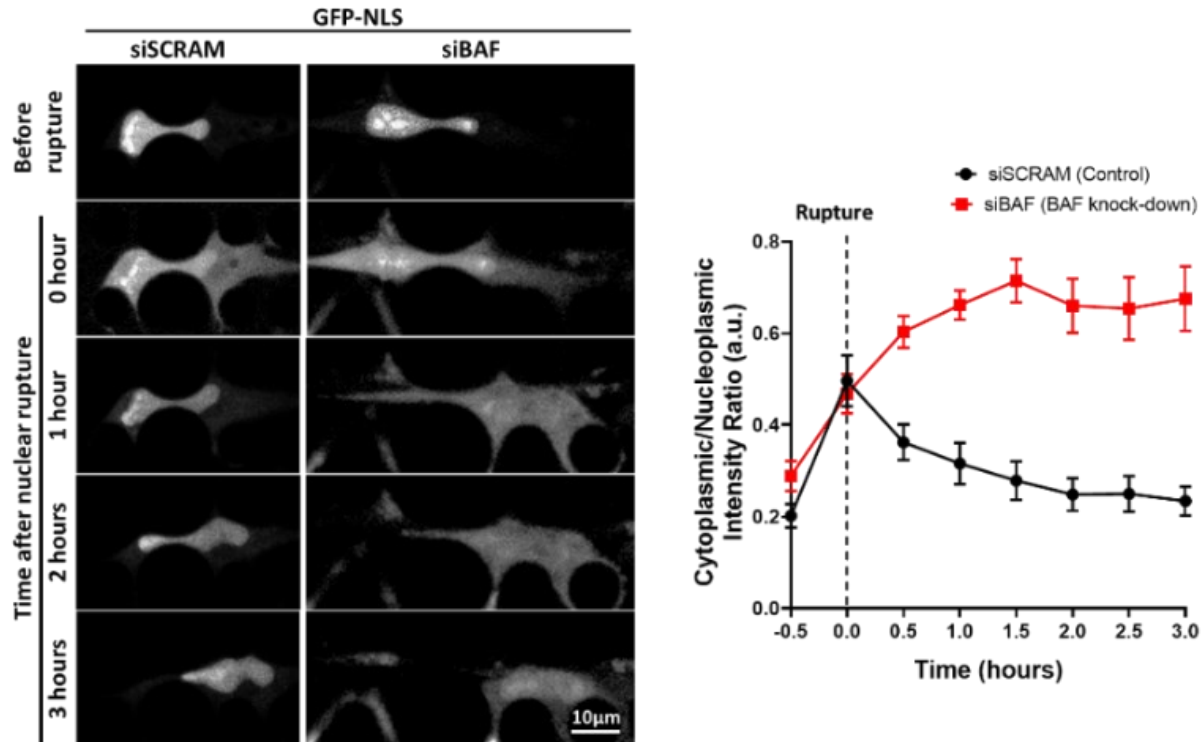 GFP-NLS
siSCRAM siBAF
Before
rupture
Time after nuclear rupture
0 hour
1 hour
2 hours
3 hours
10μm
siSCRAM (Control)
siBAF (BAF knock-down)
Rupture
Cytoplasmic/Nucleoplasmic
Intensity Ratio (a.u.)
0.8
0.6
0.4
0.2
0.0
-0.5 0.0 0.5 1.0 1.5 2.0 2.5 3.0
Time (hours)